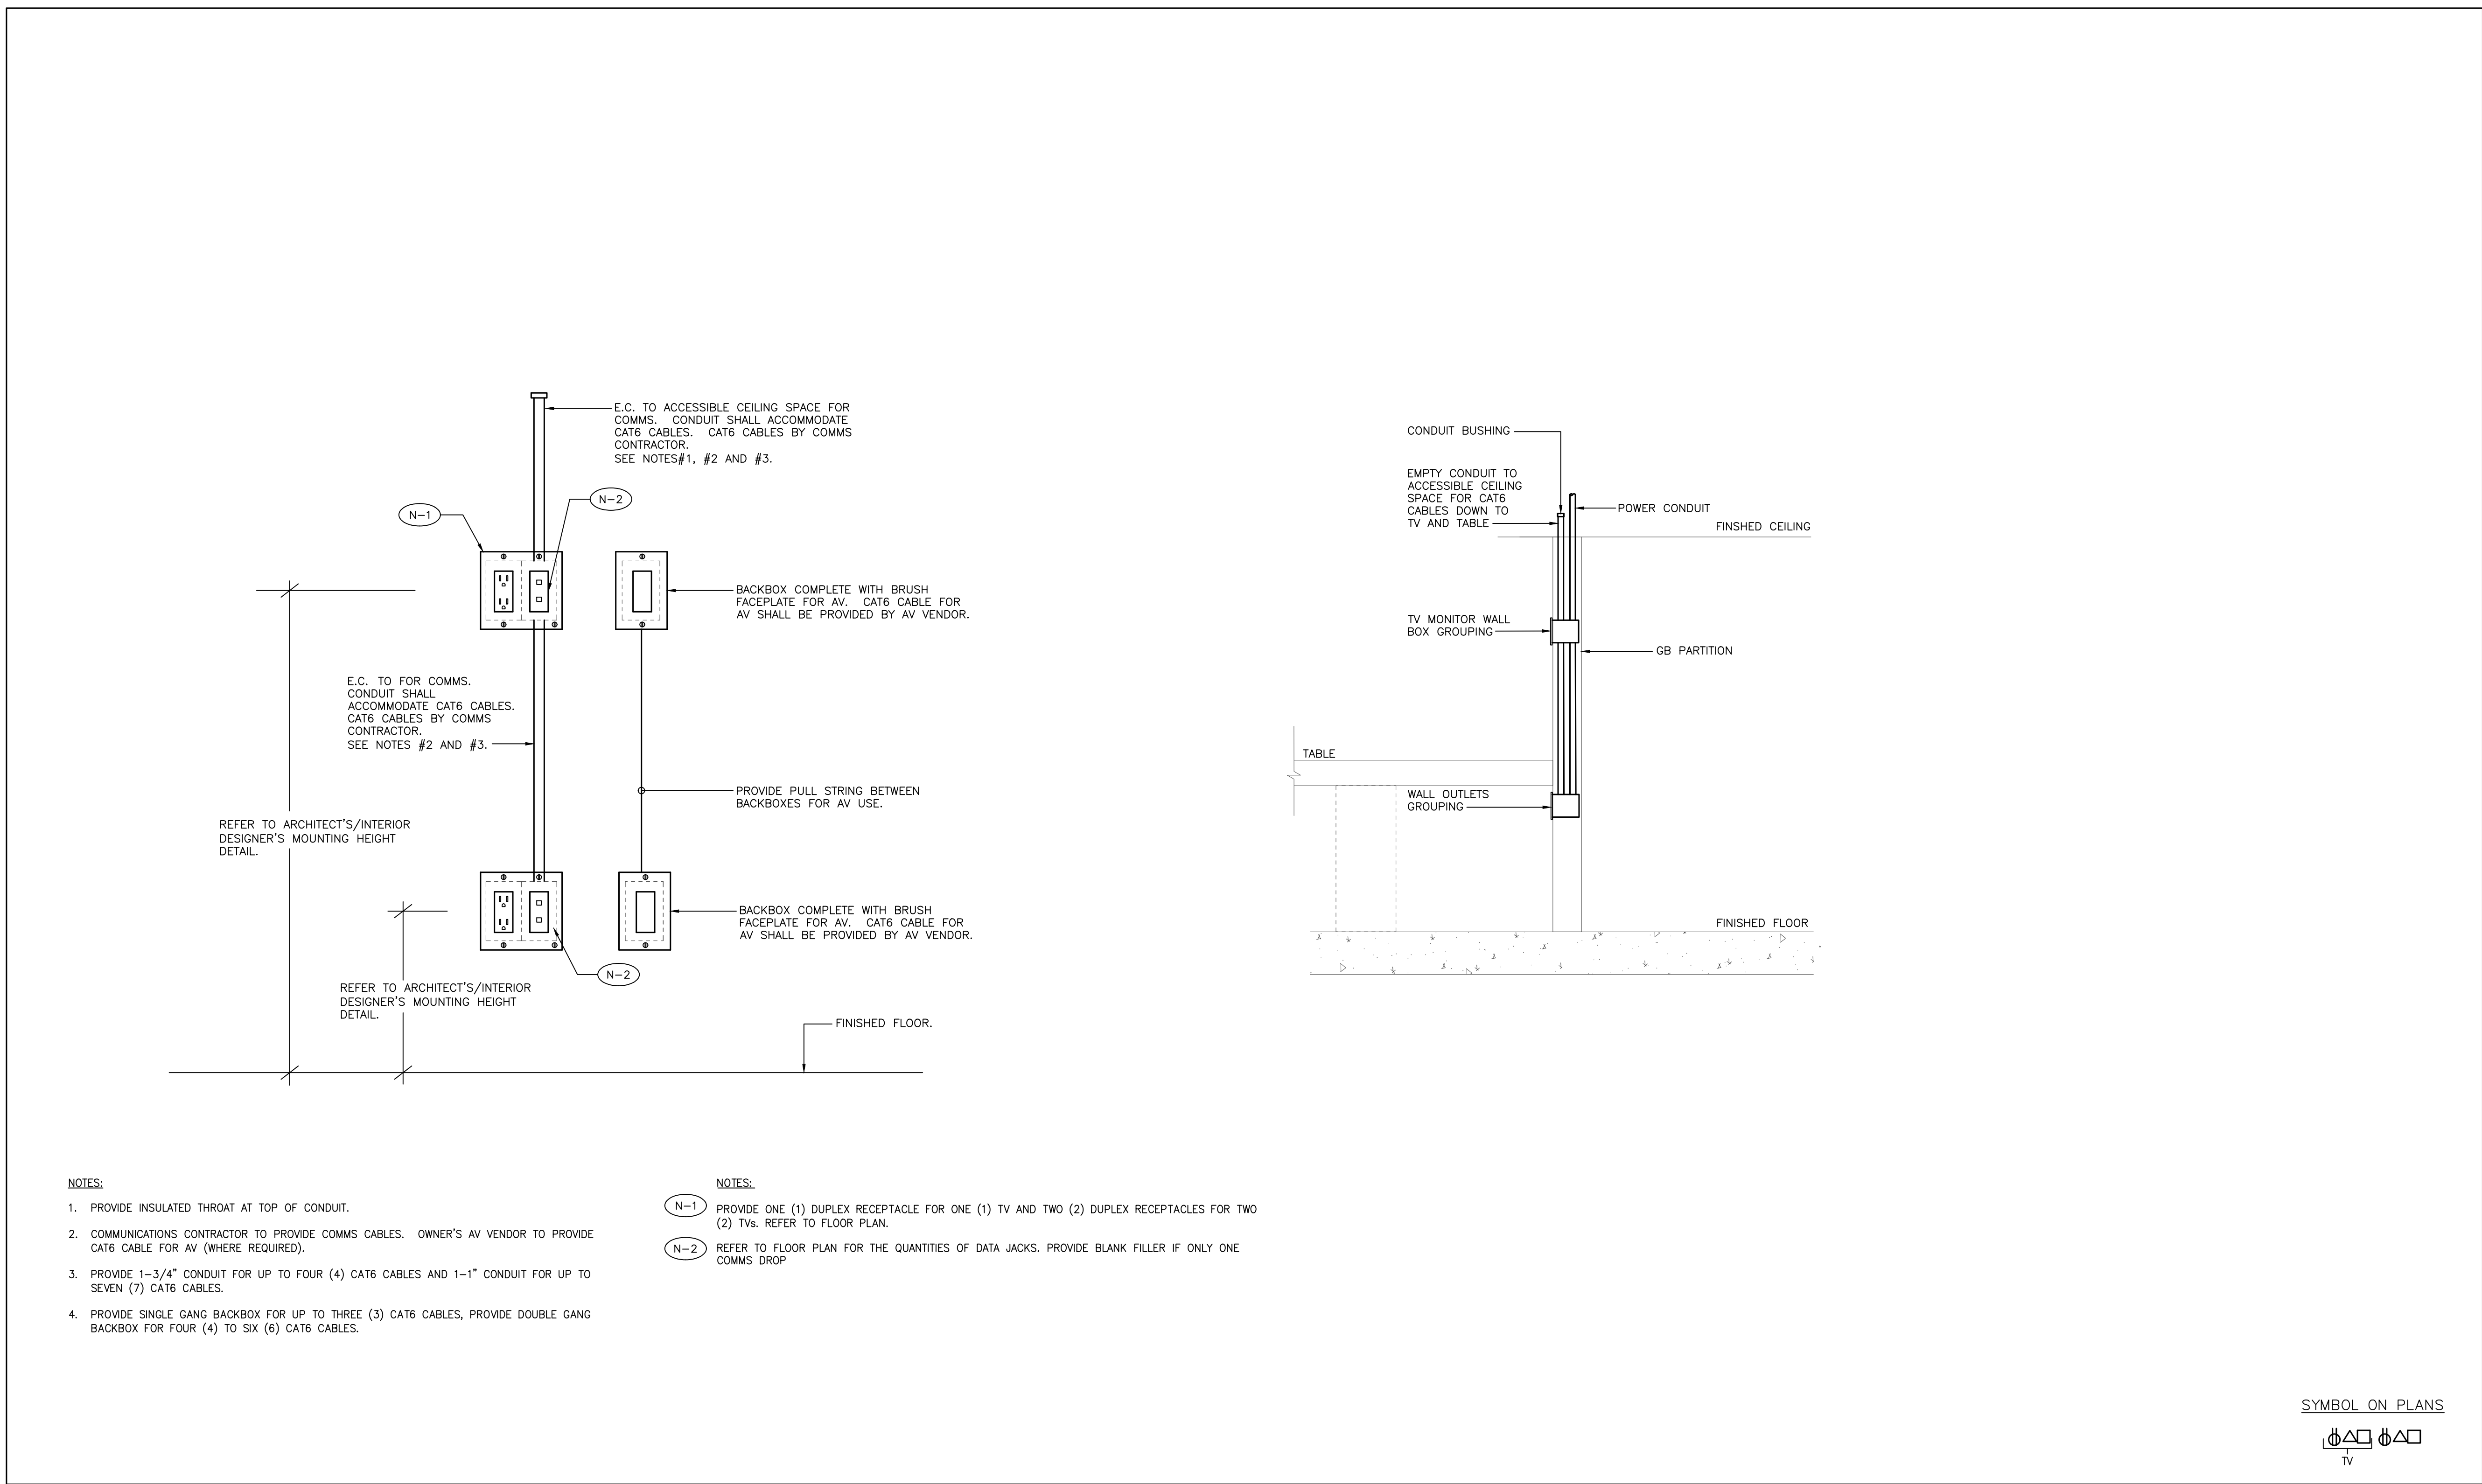 E.C. TO ACCESSIBLE CEILING SPACE FOR
COMMS. CONDUIT SHALL ACCOMMODATE
CAT6 CABLES. CAT6 CABLES BY COMMS
CONTRACTOR.
SEE NOTES#1, #2 AND #3.
N-2
N-1
BACKBOX COMPLETE WITH BRUSH
FACEPLATE FOR AV. CAT6 CABLE FOR
AV SHALL BE PROVIDED BY AV VENDOR.
E.C. TO FOR COMMS.
CONDUIT SHALL
ACCOMMODATE CAT6 CABLES.
CAT6 CABLES BY COMMS
CONTRACTOR.
SEE NOTES #2 AND #3.
PROVIDE PULL STRING BETWEEN
BACKBOXES FOR AV USE.
REFER TO ARCHITECT'S/INTERIOR
DESIGNER'S MOUNTING HEIGHT
DETAIL.
BACKBOX COMPLETE WITH BRUSH
FACEPLATE FOR AV. CAT6 CABLE FOR
AV SHALL BE PROVIDED BY AV VENDOR.
N-2
REFER TO ARCHITECT'S/INTERIOR
DESIGNER'S MOUNTING HEIGHT
DETAIL.
FINISHED FLOOR.
CONDUIT BUSHING
EMPTY CONDUIT TO
ACCESSIBLE CEILING
SPACE FOR CAT6
CABLES DOWN TO
TV AND TABLE
POWER CONDUIT
FINSHED CEILING
TV MONITOR WALL
BOX GROUPING
GB PARTITION
TABLE
WALL OUTLETS
GROUPING
FINISHED FLOOR
NOTES:
1. PROVIDE INSULATED THROAT AT TOP OF CONDUIT.
2. COMMUNICATIONS CONTRACTOR TO PROVIDE COMMS CABLES. OWNER'S AV VENDOR TO PROVIDE
CAT6 CABLE FOR AV (WHERE REQUIRED).
3. PROVIDE 1-3/4" CONDUIT FOR UP TO FOUR (4) CAT6 CABLES AND 1-1" CONDUIT FOR UP TO
SEVEN (7) CAT6 CABLES.
4. PROVIDE SINGLE GANG BACKBOX FOR UP TO THREE (3) CAT6 CABLES, PROVIDE DOUBLE GANG
BACKBOX FOR FOUR (4) TO SIX (6) CAT6 CABLES.
NOTES:
N-1 PROVIDE ONE (1) DUPLEX RECEPTACLE FOR ONE (1) TV AND TWO (2) DUPLEX RECEPTACLES FOR TWO
(2) TVs. REFER TO FLOOR PLAN.
N-2 REFER TO FLOOR PLAN FOR THE QUANTITIES OF DATA JACKS. PROVIDE BLANK FILLER IF ONLY ONE
COMMS DROP
SYMBOL ON PLANS
TV